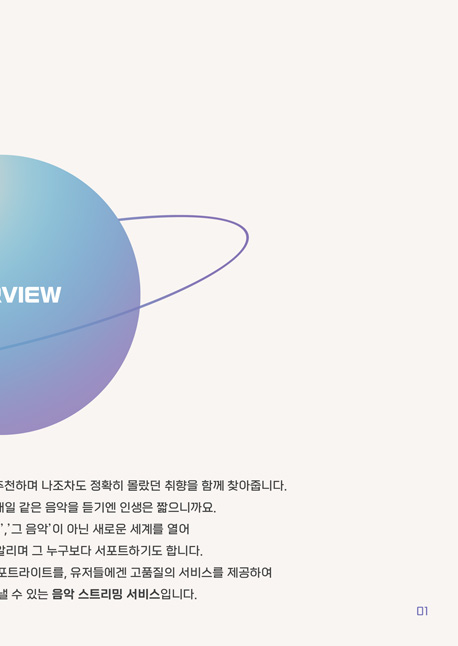 RVIEW
추천하며 나조차도 정확히 몰랐던 취향을 함께 찾아줍니다.
매일 같은 음악을 듣기엔 인생은 짧으니까요.
','그 음악'이 아닌 새로운 세계를 열어
알리며 그 누구보다 서포트하기도 합니다.
포트라이트를, 유저들에겐 고품질의 서비스를 제공하여
낼 수 있는 음악 스트리밍 서비스입니다.
01